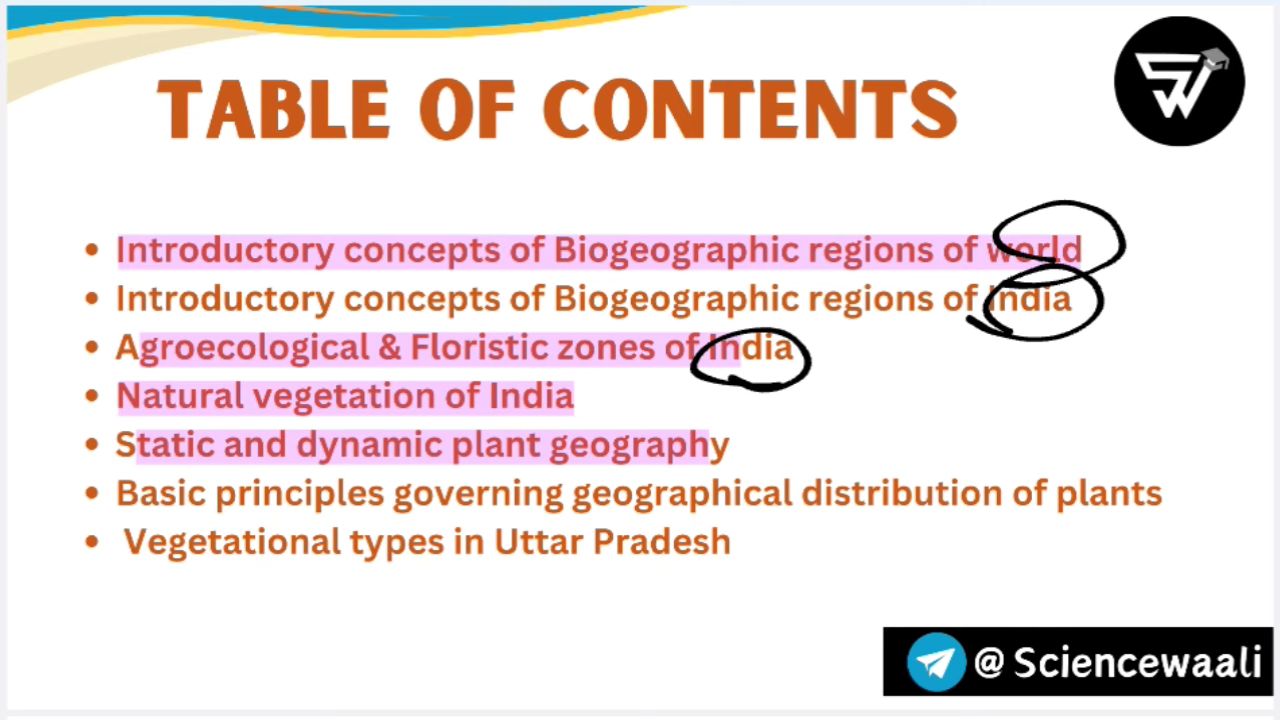 TABLE OF CONTENTS
SW
• Introductory concepts of Biogeographic regions of world
• Introductory concepts of Biogeographic regions of India
• Agroecological & Floristic zones of India
• Natural vegetation of India
• Static and dynamic plant geography
• Basic principles governing geographical distribution of plants
• Vegetational types in Uttar Pradesh
@ Sciencewaali